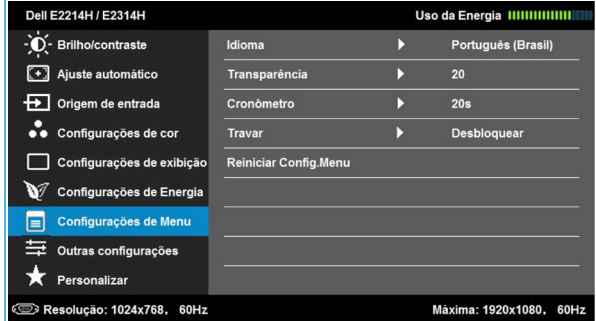 Dell E2214H / E2314H Uso da Energia
Brilho/contraste Idioma Português (Brasil)
Ajuste automático Transparência 20
Origem de entrada Cronômetro 20s
Configurações de cor Travar Desbloquear
Configurações de exibição Reiniciar Config.Menu
Configurações de Energia
Configurações de Menu
Outras configurações
Personalizar
Resolução: 1024x768, 60Hz Máxima: 1920x1080, 60Hz